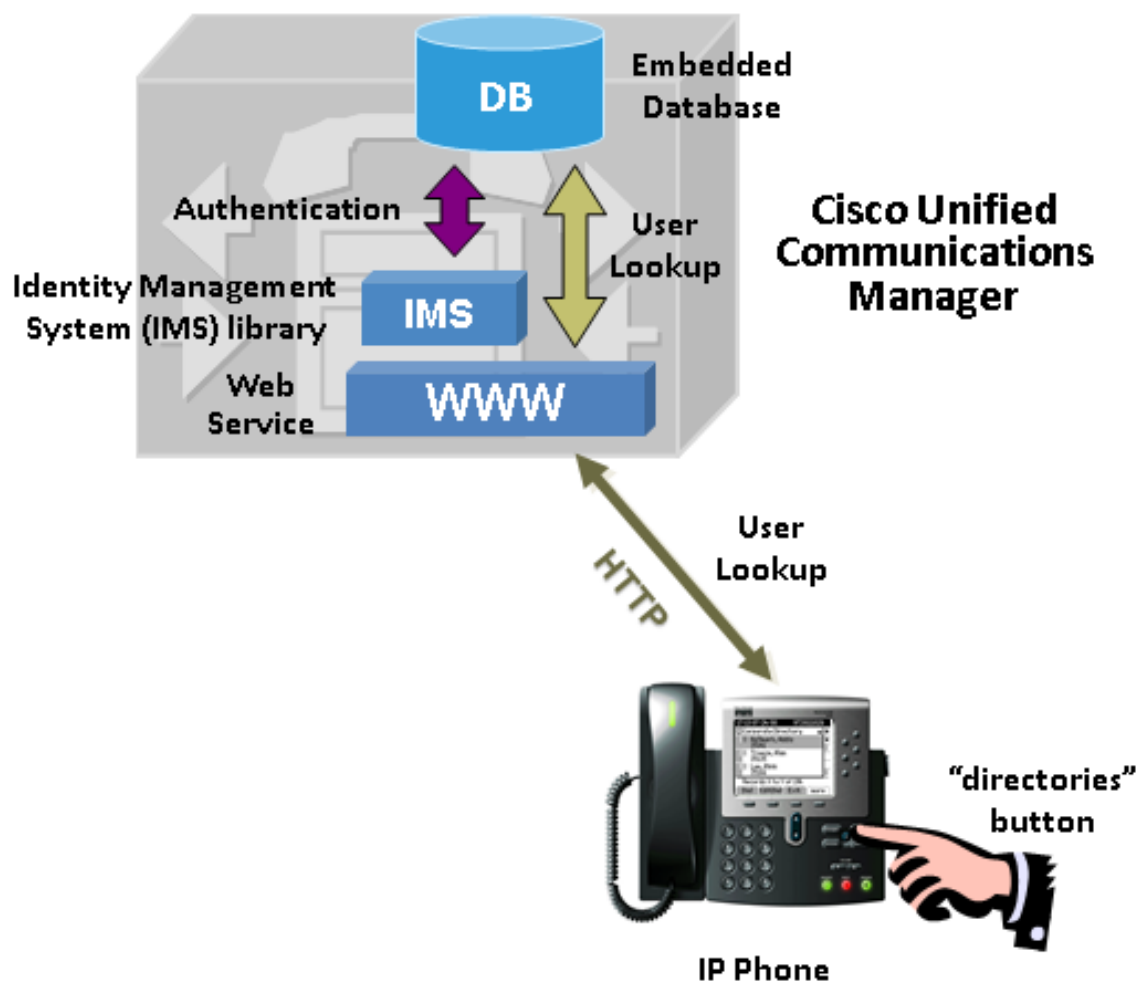 DB
Embedded
Database
Authentication
User
Lookup
Cisco Unified
Communications
Manager
Identity Management
System (IMS) library
IMS
Web
Service
WWW
User
Lookup
HTTP
"directories"
button
IP Phone